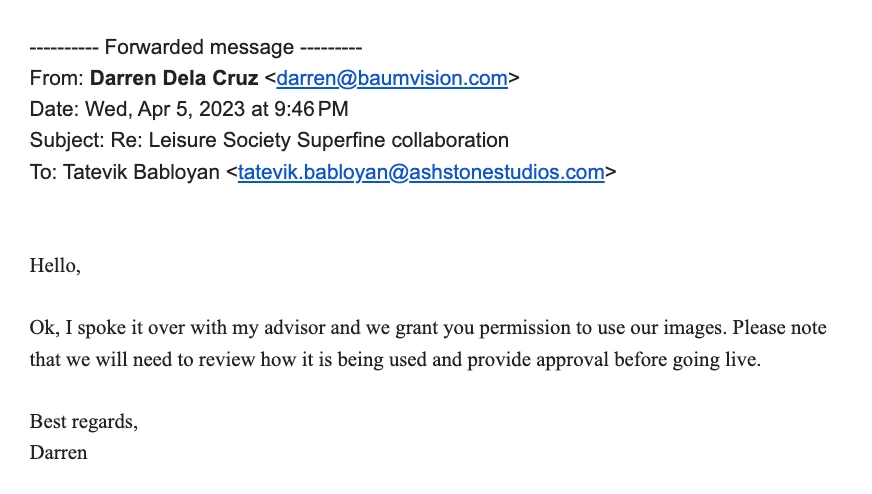 ---------- Forwarded message ---------
From: Darren Dela Cruz <darren@baumvision.com>
Date: Wed, Apr 5, 2023 at 9:46 PM
Subject: Re: Leisure Society Superfine collaboration
To: Tatevik Babloyan <tatevik.babloyan@ashstonestudios.com>
Hello,
Ok, I spoke it over with my advisor and we grant you permission to use our images. Please note
that we will need to review how it is being used and provide approval before going live.
Best regards,
Darren